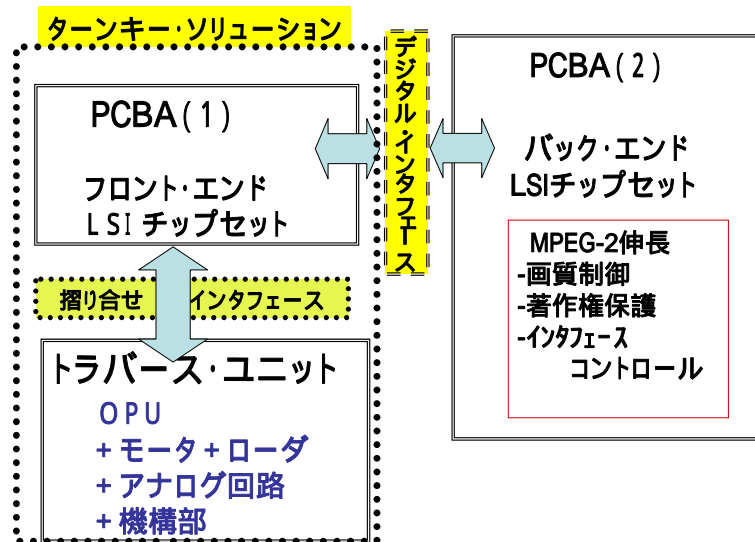 ターンキー・ソリューション
PCBA(1)
フロント・エンド
LSIチップセット
摺り合せ インタフェース
トラバース・ユニット
OPU
+モータ+ローダ
+アナログ回路
+機構部
デジタル・インタフェース
PCBA(2)
バック・エンド
LSIチップセット
MPEG-2伸長
-画質制御
-著作権保護
-インタフェース
コントロール